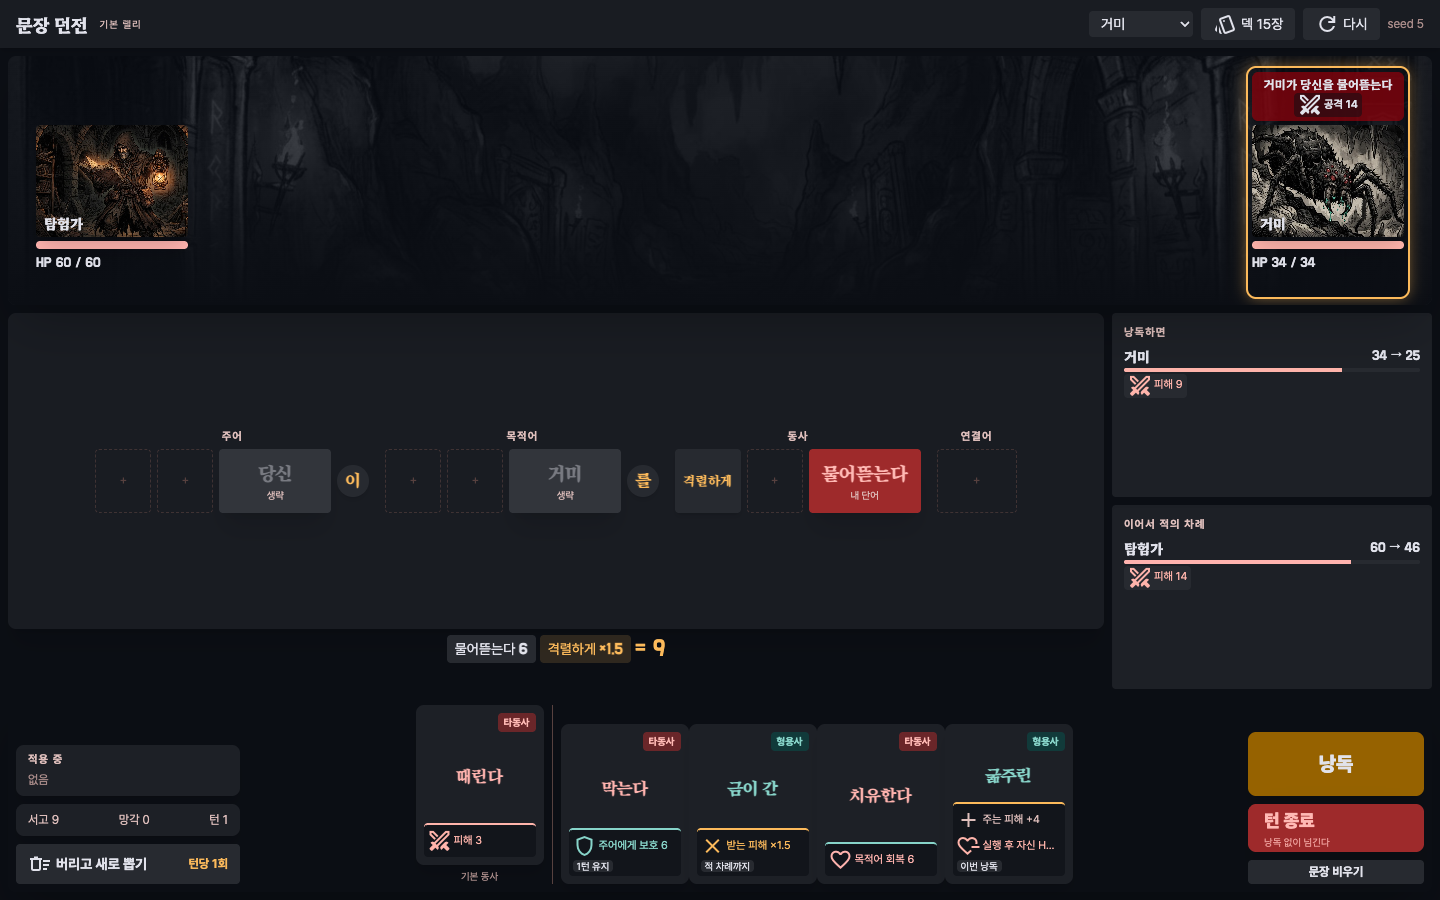 문장 던전 기본 랠리
거미 덱 15장 다시 seed 5
거미가 당신을 물어뜯는다
공격 14
탐험가
HP 60 / 60
거미
HP 34 / 34
주어 목적어 동사 연결어
+ + 당신 생략 이 + + 거미 생략 를 격렬하게 + 물어뜯는다 내 단어 +
물어뜯는다 6 격렬하게 ×1.5 = 9
낭독하면
거미 34 → 25
피해 9
이어서 적의 차례
탐험가 60 → 46
피해 14
적용 중
없음
서고 9 망각 0 턴 1
버리고 새로 뽑기 턴당 1회
타동사
때린다
피해 3
기본 동사
타동사
막는다
주어에게 보호 6
1턴 유지
형용사
금이 간
받는 피해 ×1.5
적 차례까지
타동사
치유한다
목적어 회복 6
형용사
굶주린
주는 피해 +4
실행 후 자신 H...
이번 낭독
낭독
턴 종료
낭독 없이 넘긴다
문장 비우기